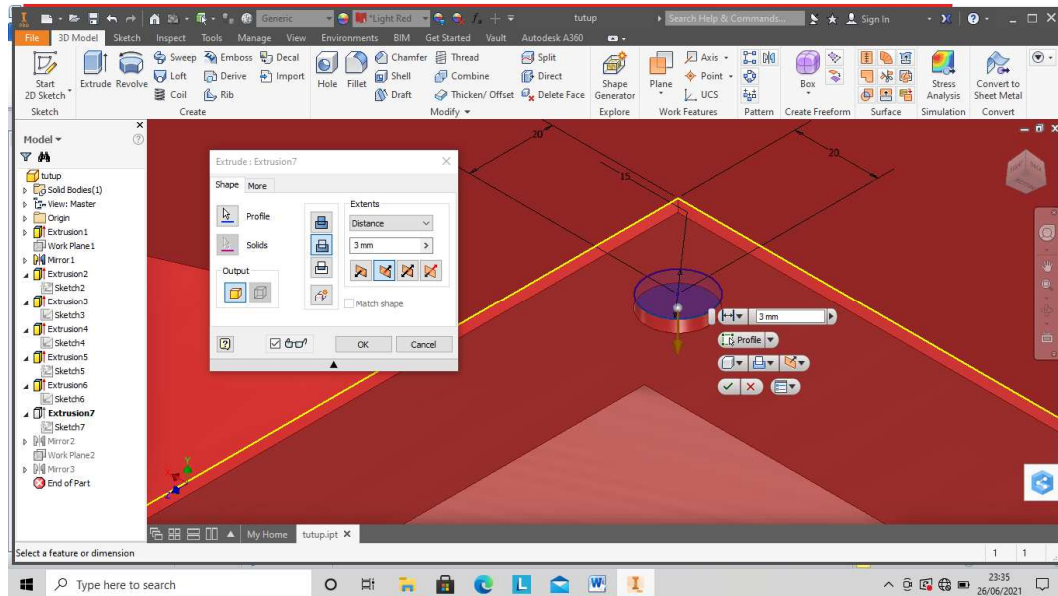 PRO
Generic
"Light Red
tutup
Search Help & Commands...
Sign In
File 3D Model Sketch Inspect Tools Manage View Environments BIM Get Started Vault Autodesk A360
Start
2D Sketch
Extrude Revolve
Sweep Emboss Decal
Loft Derive Import
Coil Rib
Hole Fillet
Chamfer Thread
Shell Combine
Draft Thicken/ Offset
Split
Direct
Delete Face
Shape
Generator
Plane
Axis
Point
UCS
Box
Stress
Analysis
Convert to
Sheet Metal
Sketch Create Modify Explore Work Features Pattern Create Freeform Surface Simulation Convert
Model
tutup
Solid Bodies(1)
View: Master
Origin
Extrusion1
Work Plane1
Mirror1
Extrusion2
Sketch2
Extrusion3
Sketch3
Extrusion4
Sketch4
Extrusion5
Sketch5
Extrusion6
Sketch6
Extrusion7
Sketch7
Mirror2
Work Plane2
Mirror3
End of Part
Extrude : Extrusion7
Shape More
Profile
Solids
Output
Extents
Distance
3 mm
Match shape
OK Cancel
20
15
20
3 mm
Profile
Y
My Home tutup.ipt
Select a feature or dimension
1 1
Type here to search
23:35
26/06/2021